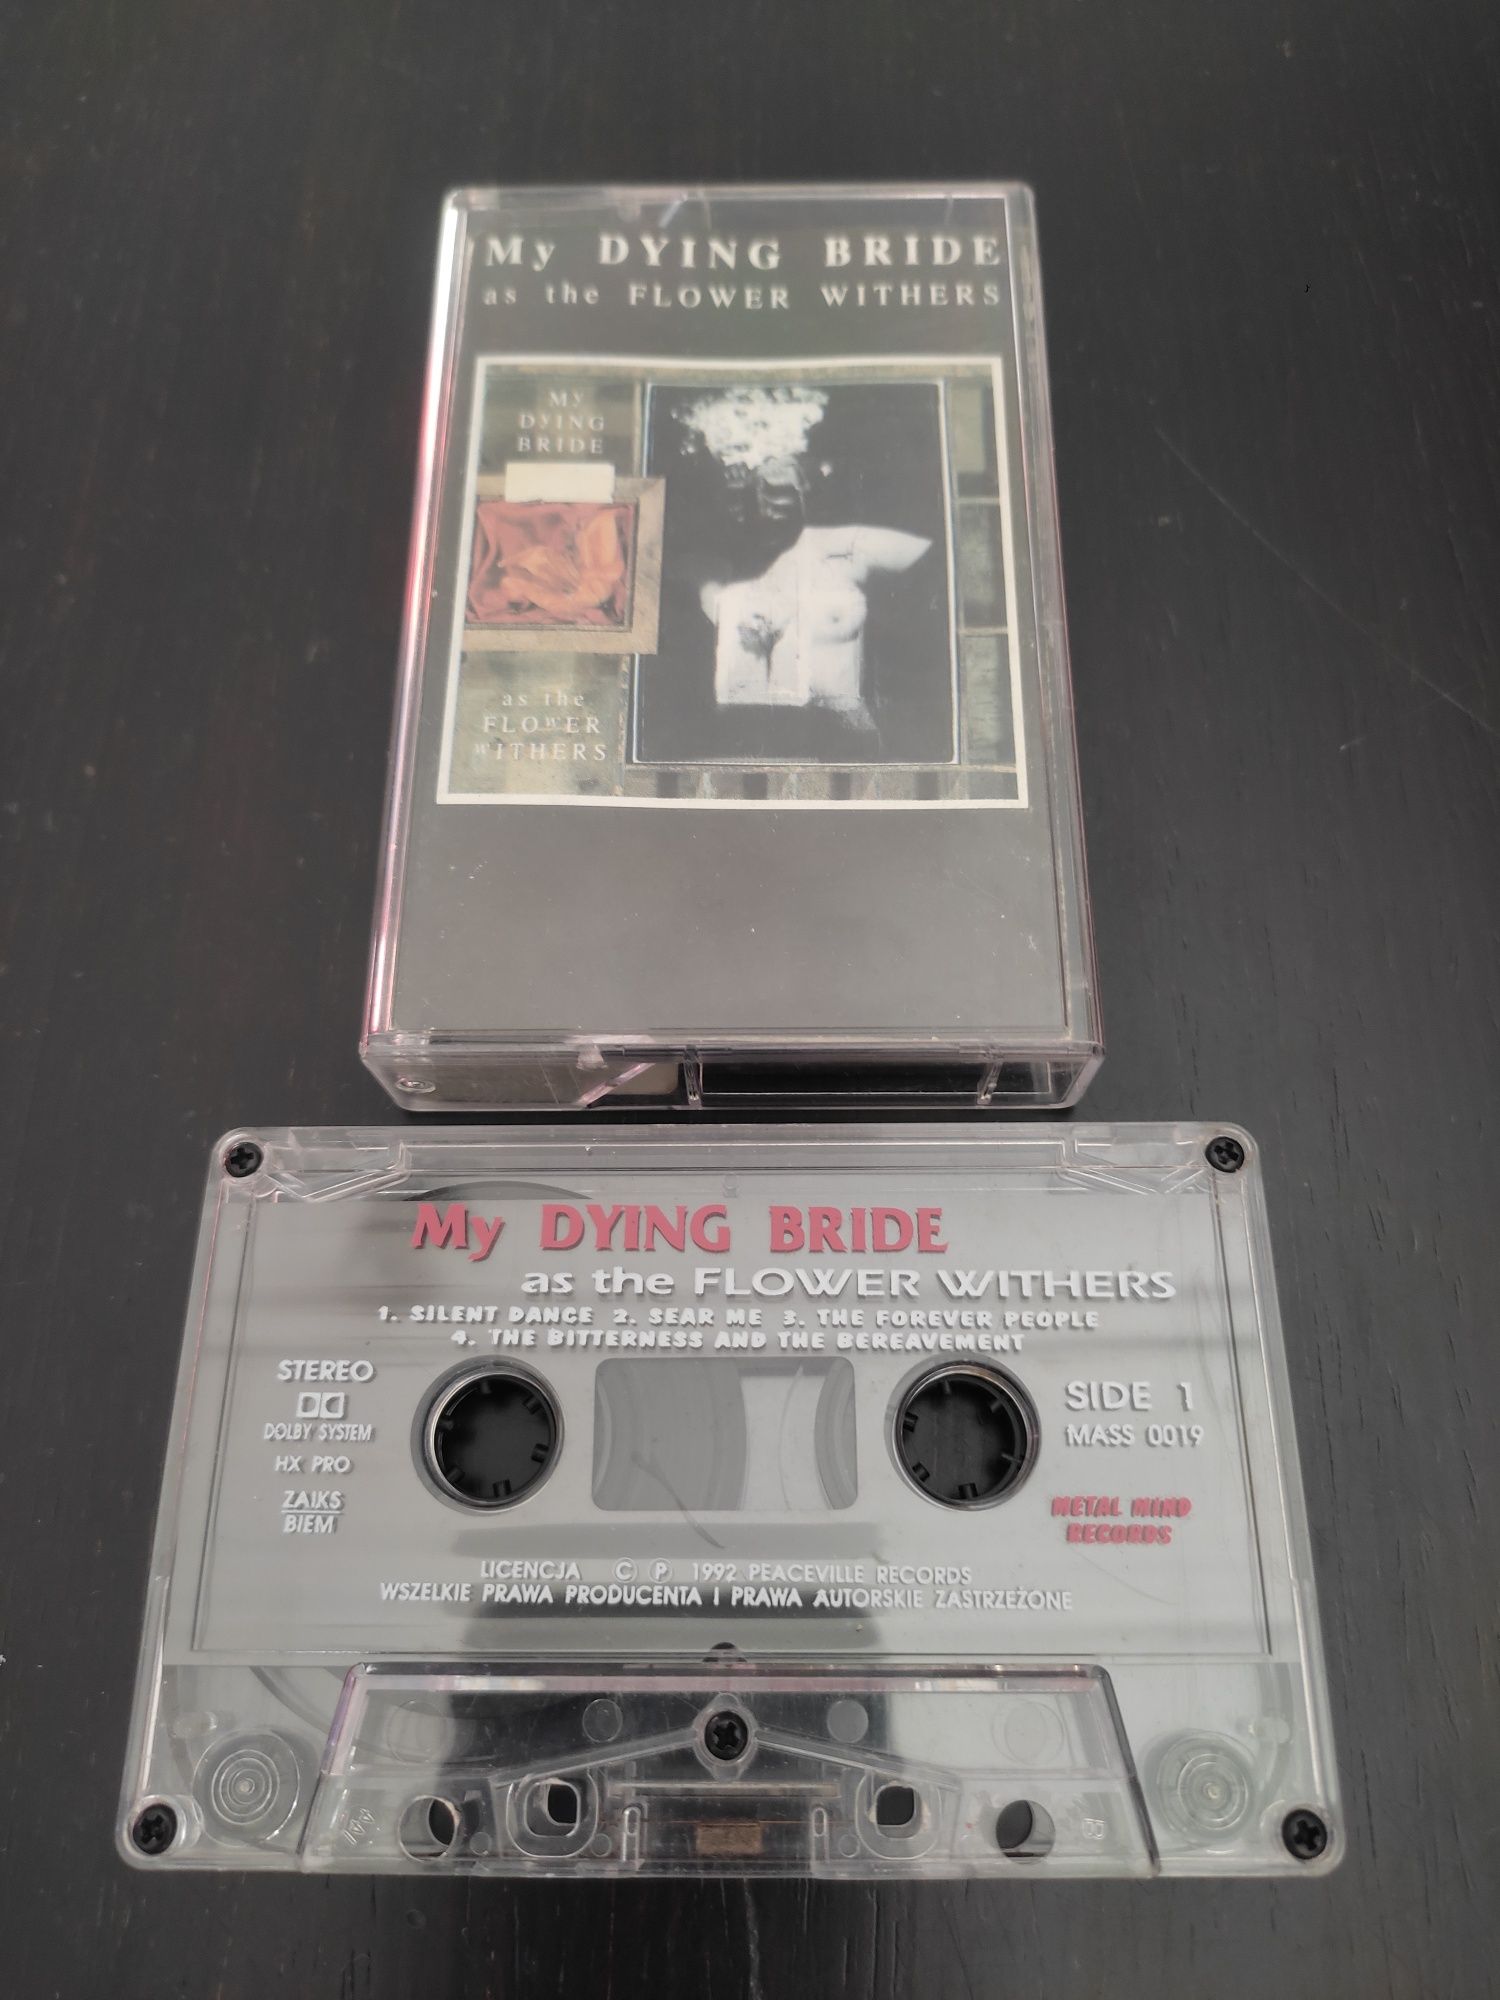 My DYING BRIDE
as the FLOWER WITHERS
My
DyING
BRIDE
as the
FLOWER
WITHERS
My DYING BRIDE
as the FLOWER WITHERS
1. SILENT DANCE 2. SEAR ME 3. THE FOREVER PEOPLE
4. THE BITTERNESS AND THE BEREAVEMENT
STEREO
DOLBY SYSTEM
HX PRO
ZAIKS
BIEM
SIDE 1
MASS 0019
METAL MIND
RECORDS
LICENCJA © ℗ 1992 PEACEVILLE RECORDS
WSZELKIE PRAWA PRODUCENTA I PRAWA AUTORSKIE ZASTRZEŻONE